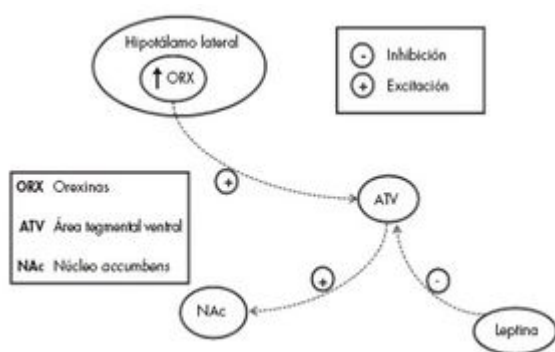 Hipotálamo lateral
↑ ORX
- Inhibición
+ Excitación
+
ORX Orexinas
ATV Área tegmental ventral
NAc Núcleo accumbens
ATV
+
-
NAc
Leptina